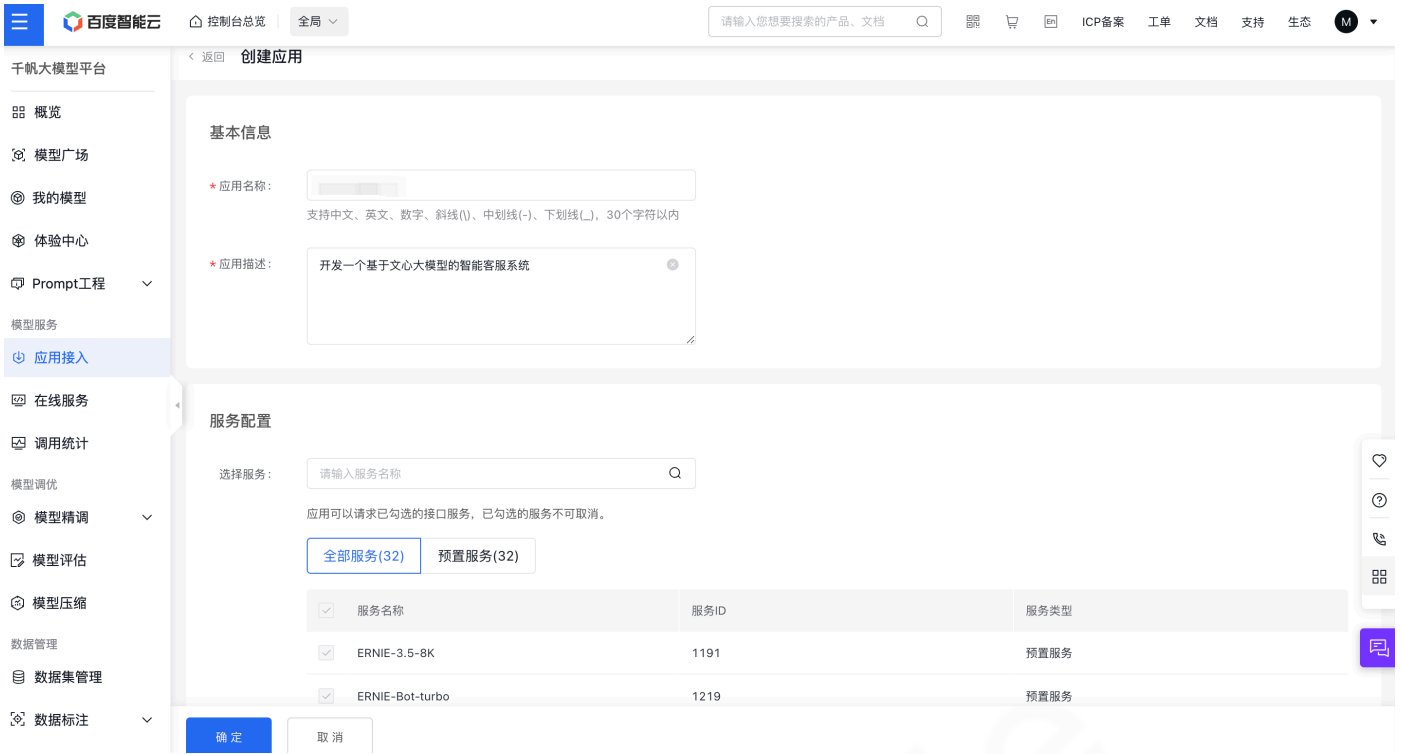 百度智能云
控制台总览
全局
请输入您想要搜索的产品、文档
En
ICP备案
工单
文档
支持
生态
M
千帆大模型平台
概览
模型广场
我的模型
体验中心
Prompt工程
模型服务
应用接入
在线服务
调用统计
模型调优
模型精调
模型评估
模型压缩
数据管理
数据集管理
数据标注
返回 创建应用
基本信息
* 应用名称:
支持中文、英文、数字、斜线(\)、中划线(-)、下划线(_), 30个字符以内
* 应用描述:
开发一个基于文心大模型的智能客服系统
服务配置
选择服务:
请输入服务名称
应用可以请求已勾选的接口服务, 已勾选的服务不可取消。
全部服务(32) 预置服务(32)
服务名称 服务ID 服务类型
ERNIE-3.5-8K 1191 预置服务
ERNIE-Bot-turbo 1219 预置服务
确定 取消